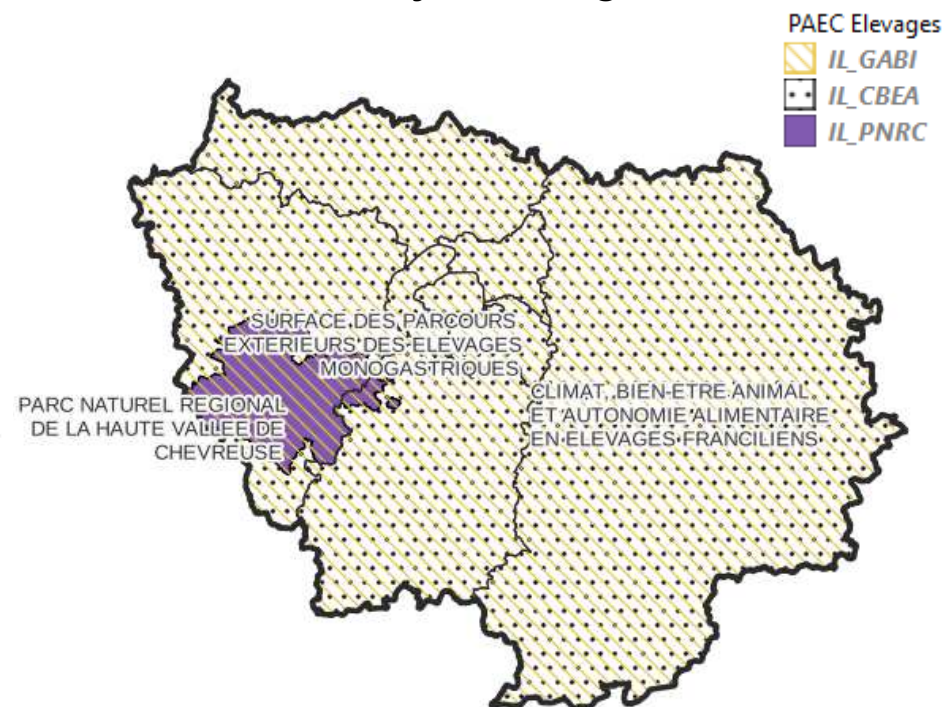 PAEC Elevages
IL_GABI
IL_CBEA
IL_PNRC
SURFACE DES PARCOURS
EXTERIEURS DES ELEVAGES
MONOGASTRIQUES
PARC NATUREL REGIONAL
DE LA HAUTE VALLEE DE
CHEVREUSE
CLIMAT, BIEN-ETRE ANIMAL
ET AUTONOMIE ALIMENTAIRE
EN ELEVAGES FRANCILIENS